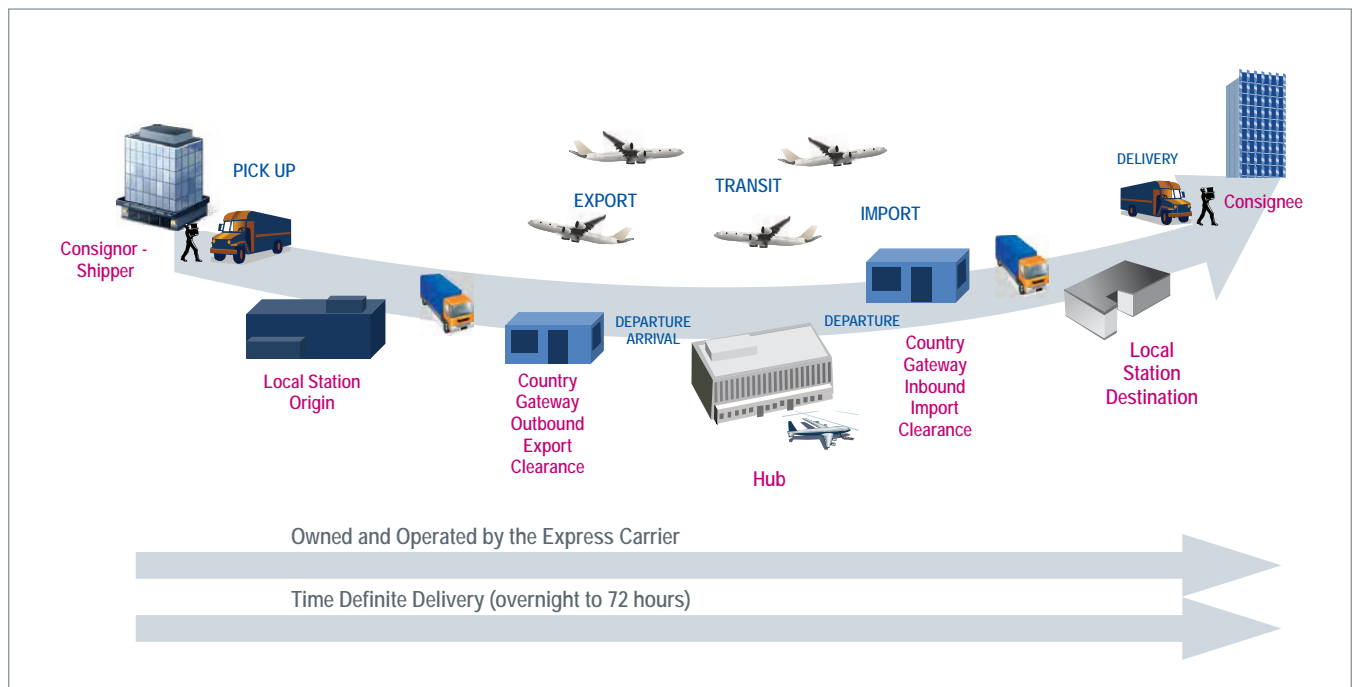 PICK UP
EXPORT
TRANSIT
IMPORT
DELIVERY
Consignor -
Shipper
Consignee
Local Station
Origin
Country
Gateway
Outbound
Export
Clearance
DEPARTURE
ARRIVAL
Hub
DEPARTURE
Country
Gateway
Inbound
Import
Clearance
Local
Station
Destination
Owned and Operated by the Express Carrier
Time Definite Delivery (overnight to 72 hours)